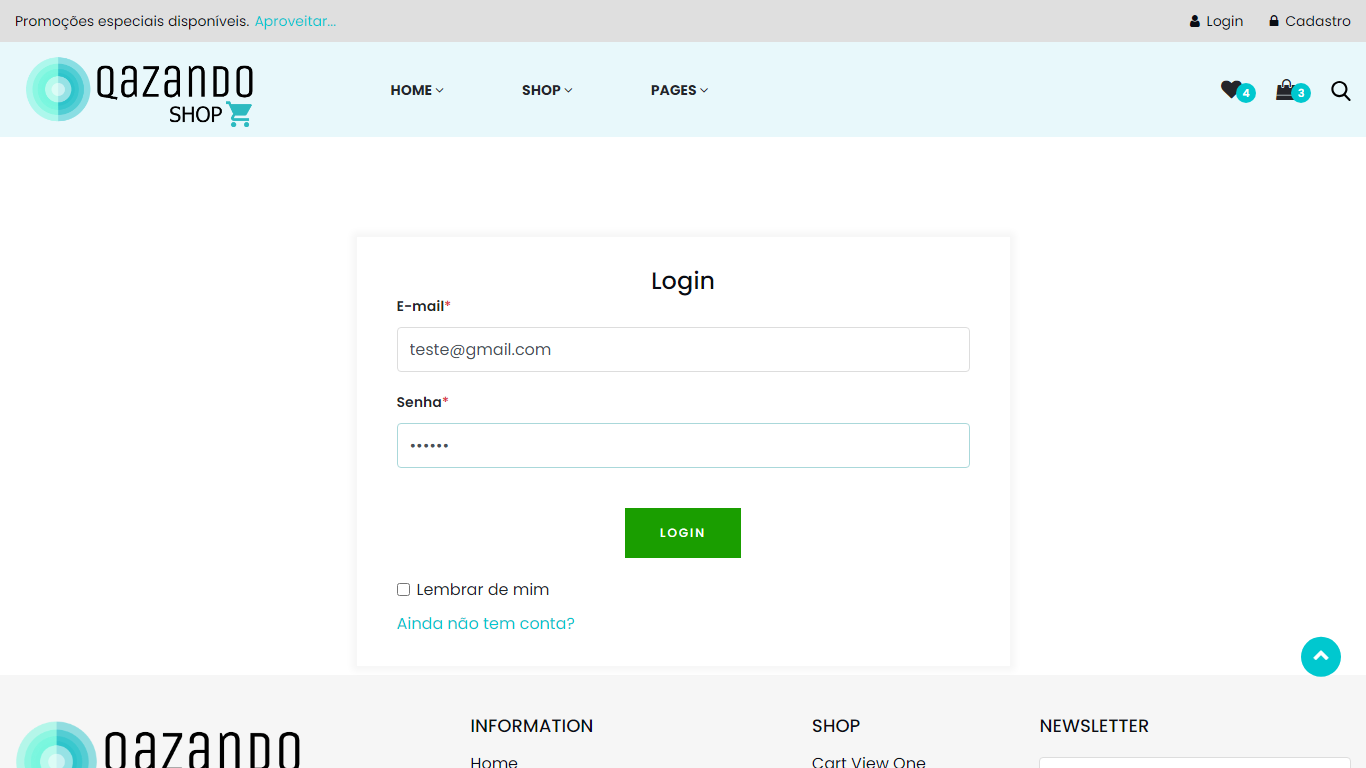 Promoções especiais disponíveis. Aproveitar...
Login
Cadastro
QAZANDO
SHOP
HOME
SHOP
PAGES
4
3
Login
E-mail*
teste@gmail.com
Senha*
••••••
LOGIN
Lembrar de mim
Ainda não tem conta?
QAZANDO
INFORMATION
Home
SHOP
Cart View One
NEWSLETTER